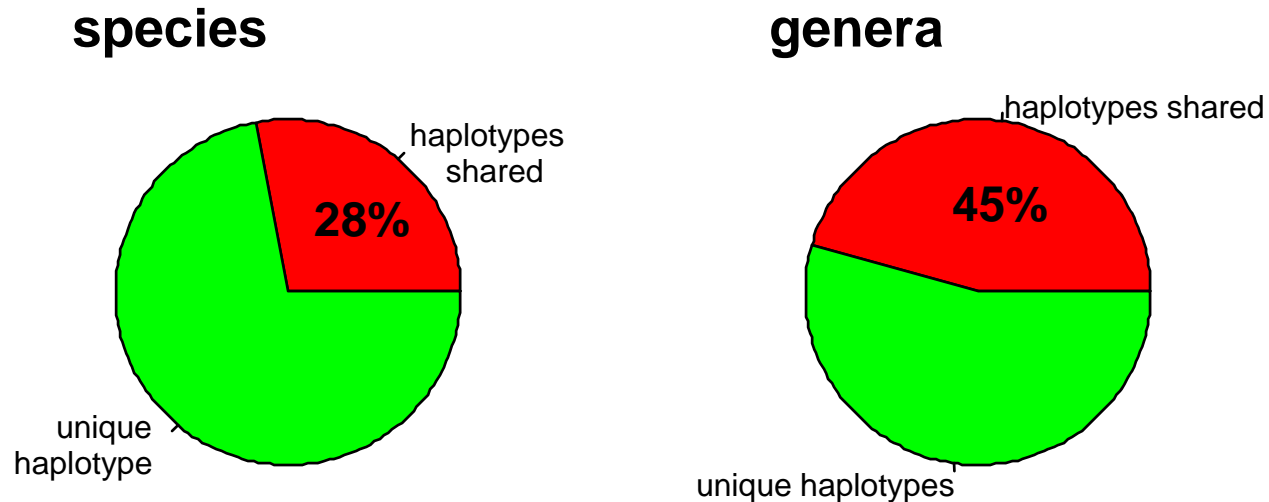 species
haplotypes
shared
28%
unique
haplotype
genera
haplotypes shared
45%
unique haplotypes